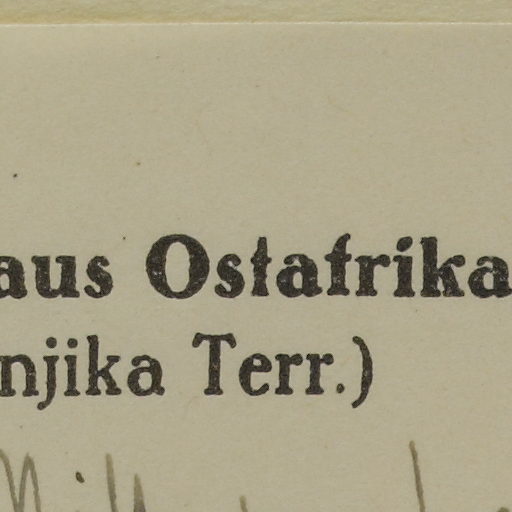 aus Ostafrika
njika Terr.)